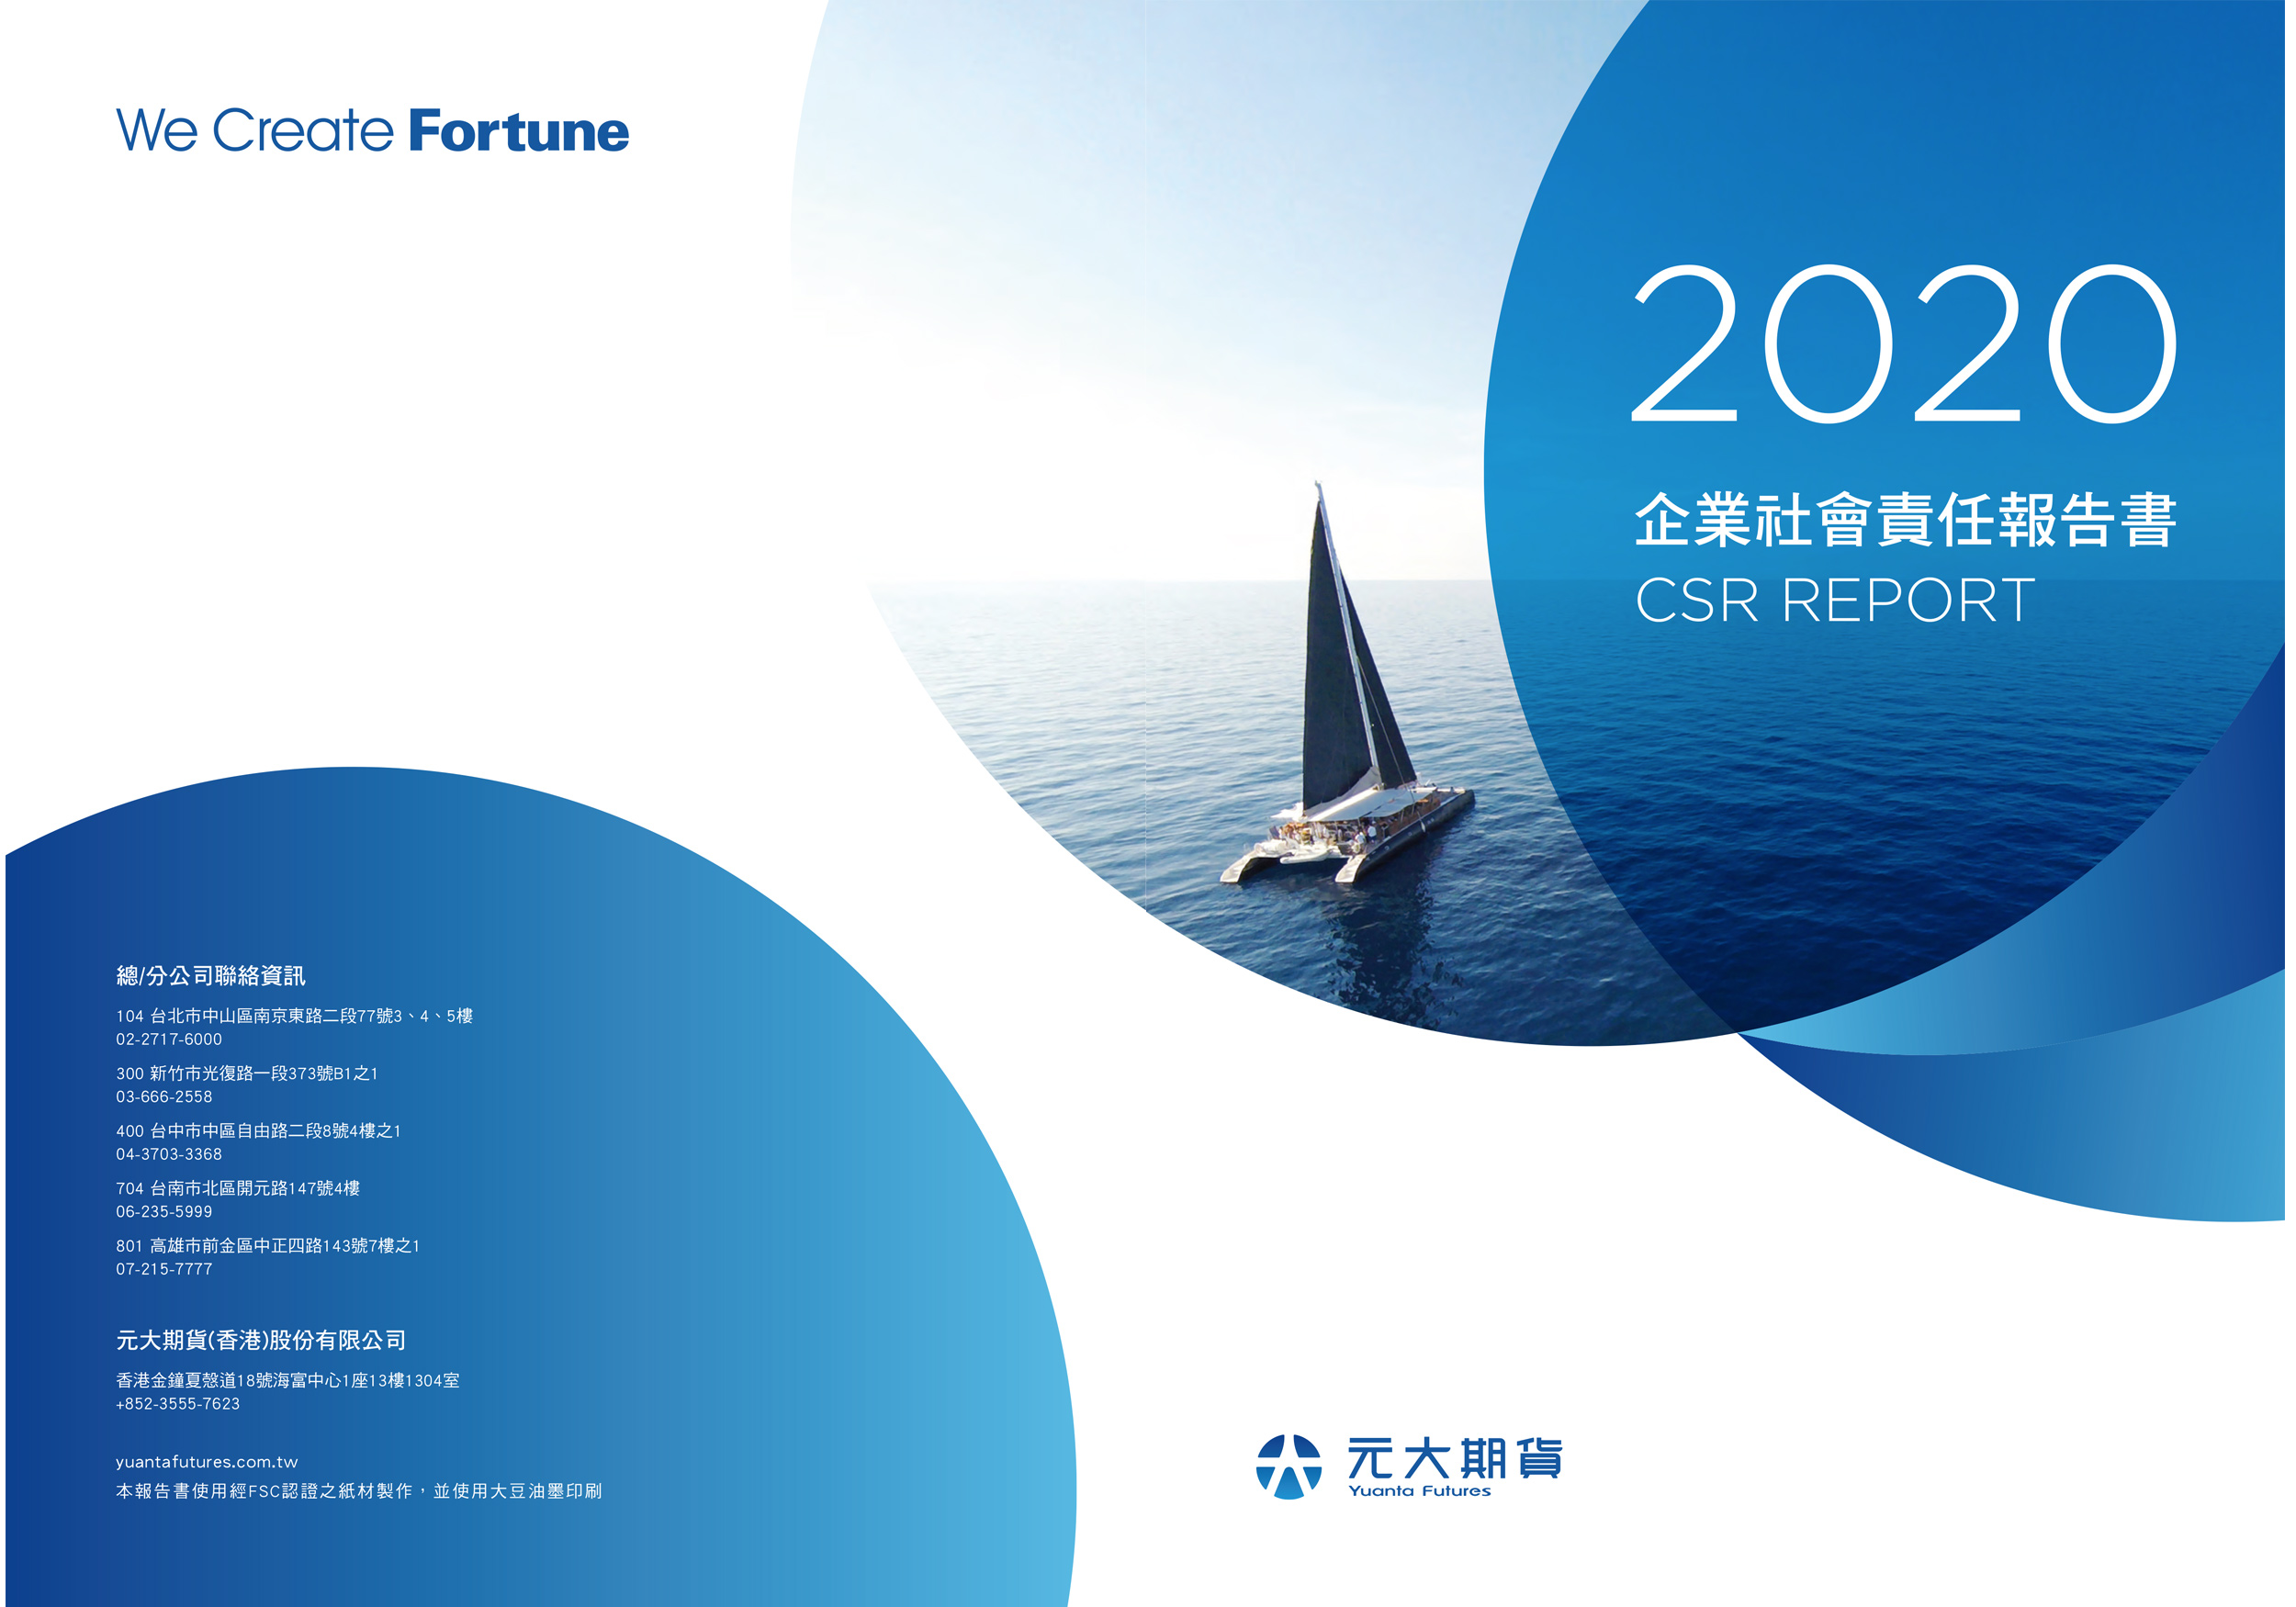 We Create Fortune
2020
企業社會責任報告書
CSR REPORT
總/分公司聯絡資訊
104 台北市中山區南京東路二段77號3、4、5樓
02-2717-6000
300 新竹市光復路一段373號B1之1
03-666-2558
400 台中市中區自由路二段8號4樓之1
04-3703-3368
704 台南市北區開元路147號4樓
06-235-5999
801 高雄市前金區中正四路143號7樓之1
07-215-7777
元大期貨(香港)股份有限公司
香港金鐘夏愨道18號海富中心1座13樓1304室
+852-3555-7623
yuantafutures.com.tw
本報告書使用經FSC認證之紙材製作，並使用大豆油墨印刷
元大期貨
Yuanta Futures